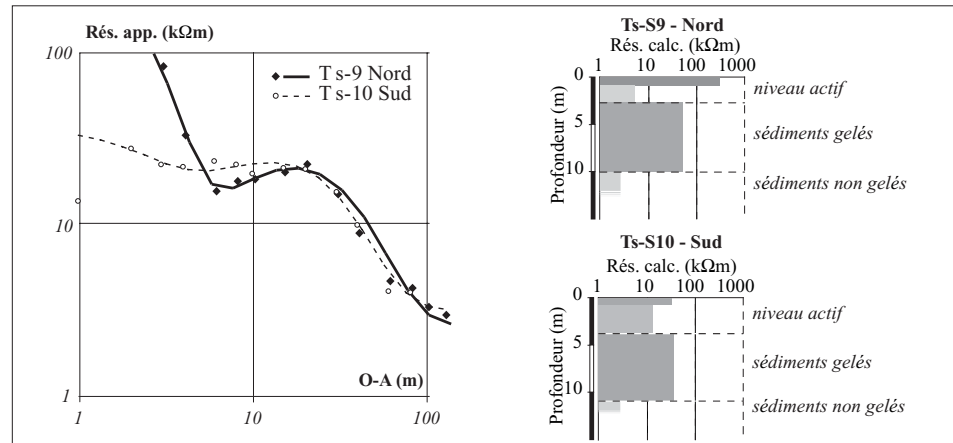 Rés. app. (kΩm)
100
10
1
Ts-9 Nord
Ts-10 Sud
O-A (m)
1
10
100
Ts-S9 - Nord
Rés. calc. (kΩm)
1 10 100 1000
0
5
10
Profondeur (m)
niveau actif
sédiments gelés
sédiments non gelés
Ts-S10 - Sud
Rés. calc. (kΩm)
1 10 100 1000
0
5
10
Profondeur (m)
niveau actif
sédiments gelés
sédiments non gelés